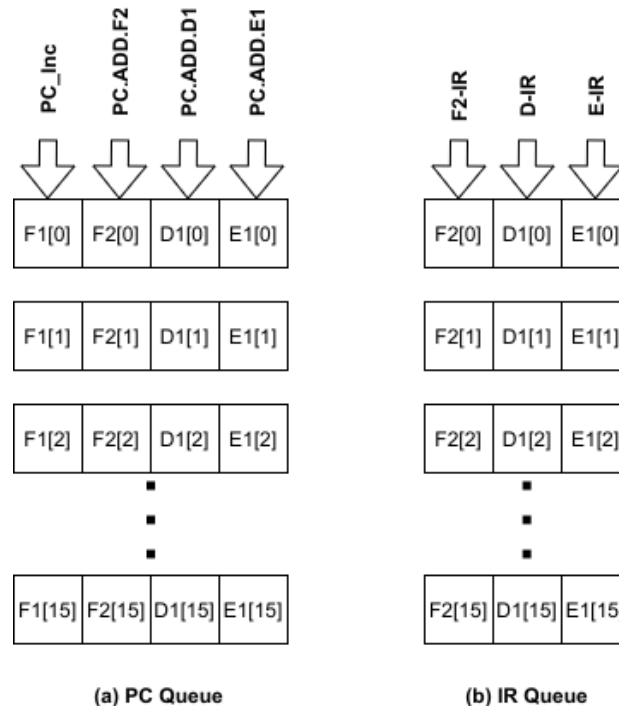 PC_Inc PC.ADD.F2 PC.ADD.D1 PC.ADD.E1 F2-IR D-IR E-IR
F1[0] F2[0] D1[0] E1[0] F2[0] D1[0] E1[0]
F1[1] F2[1] D1[1] E1[1] F2[1] D1[1] E1[1]
F1[2] F2[2] D1[2] E1[2] F2[2] D1[2] E1[2]
F1[15] F2[15] D1[15] E1[15] F2[15] D1[15] E1[15]
(a) PC Queue (b) IR Queue